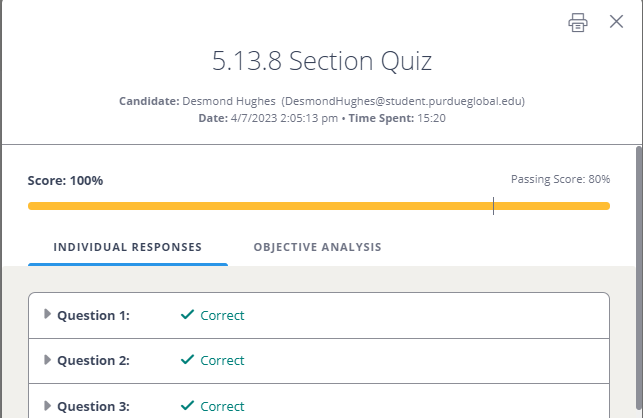 5.13.8 Section Quiz
Candidate: Desmond Hughes (DesmondHughes@student.purdueglobal.edu)
Date: 4/7/2023 2:05:13 pm • Time Spent: 15:20
Score: 100%
Passing Score: 80%
INDIVIDUAL RESPONSES
OBJECTIVE ANALYSIS
Question 1: Correct
Question 2: Correct
Question 3: Correct